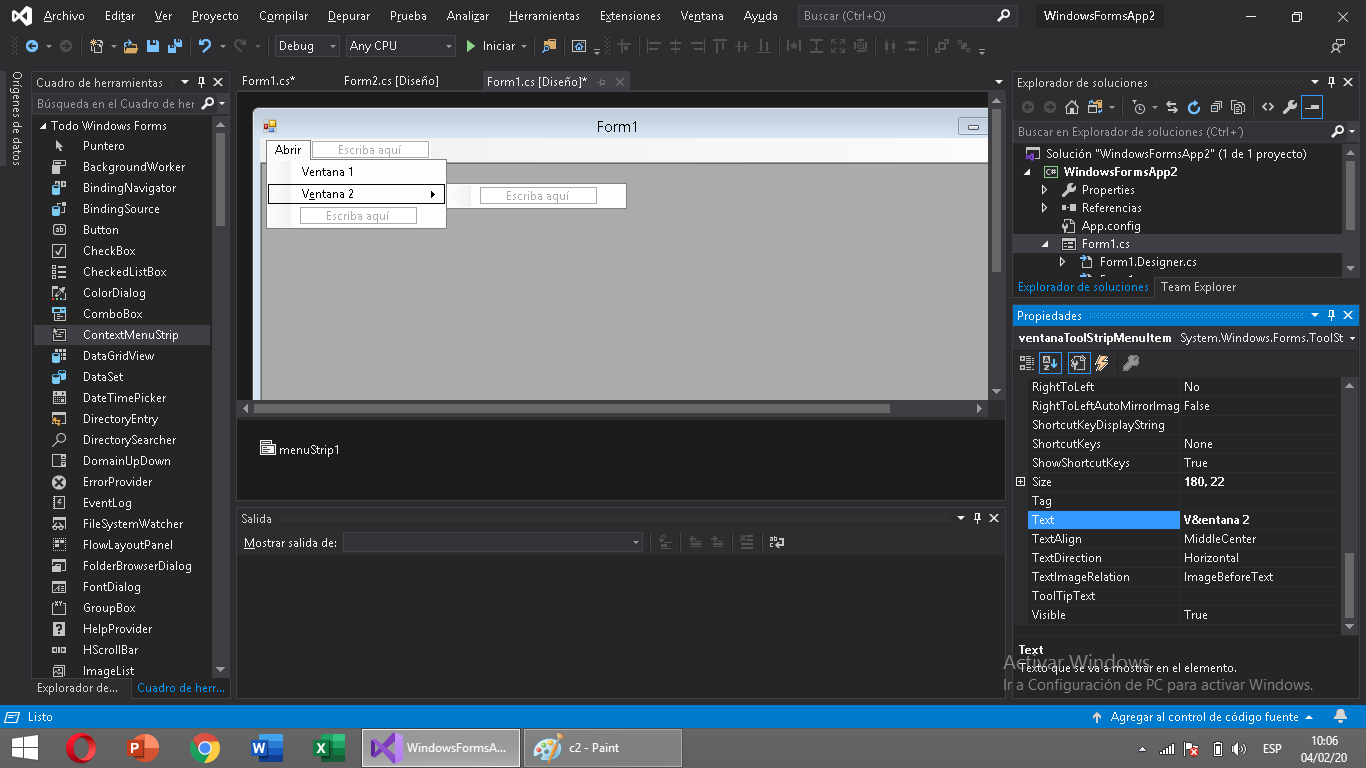 Archivo Editar Ver Proyecto Compilar Depurar Prueba Analizar Herramientas Extensiones Ventana Ayuda Buscar (Ctrl+Q) WindowsFormsApp2
Debug Any CPU Iniciar
Orígenes de datos
Cuadro de herramientas
Búsqueda en el Cuadro de her
Todo Windows Forms
Puntero
BackgroundWorker
BindingNavigator
BindingSource
Button
CheckBox
CheckedListBox
ColorDialog
ComboBox
ContextMenuStrip
DataGridView
DataSet
DateTimePicker
DirectoryEntry
DirectorySearcher
DomainUpDown
ErrorProvider
EventLog
FileSystemWatcher
FlowLayoutPanel
FolderBrowserDialog
FontDialog
GroupBox
HelpProvider
HScrollBar
ImageList
Explorador de... Cuadro de herr...
Form1.cs* Form2.cs [Diseño] Form1.cs [Diseño]*
Form1
Abrir Escriba aquí
Ventana 1
Ventana 2 Escriba aquí
Escriba aquí
menuStrip1
Salida
Mostrar salida de:
Explorador de soluciones
Buscar en Explorador de soluciones (Ctrl+´)
Solución "WindowsFormsApp2" (1 de 1 proyecto)
WindowsFormsApp2
Properties
Referencias
App.config
Form1.cs
Form1.Designer.cs
Explorador de soluciones Team Explorer
Propiedades
ventanaToolStripMenuItem System.Windows.Forms.ToolSt
RightToLeft No
RightToLeftAutoMirrorImag False
ShortcutKeyDisplayString
ShortcutKeys None
ShowShortcutKeys True
Size 180, 22
Tag
Text V&entana 2
TextAlign MiddleCenter
TextDirection Horizontal
TextImageRelation ImageBeforeText
ToolTipText
Visible True
Text
Texto que se va a mostrar en el elemento.
Activar Windows
Ir a Configuración de PC para activar Windows.
Listo Agregar al control de código fuente
WindowsFormsA... c2 - Paint ESP 10:06
04/02/20